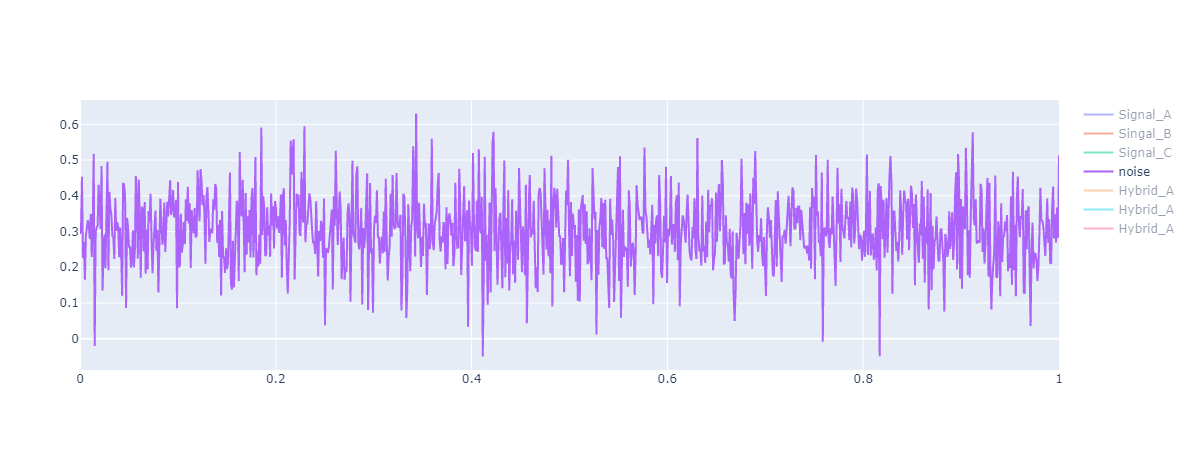 0.6
0.5
0.4
0.3
0.2
0.1
0
0 0.2 0.4 0.6 0.8 1
Signal_A
Singal_B
Signal_C
noise
Hybrid_A
Hybrid_A
Hybrid_A